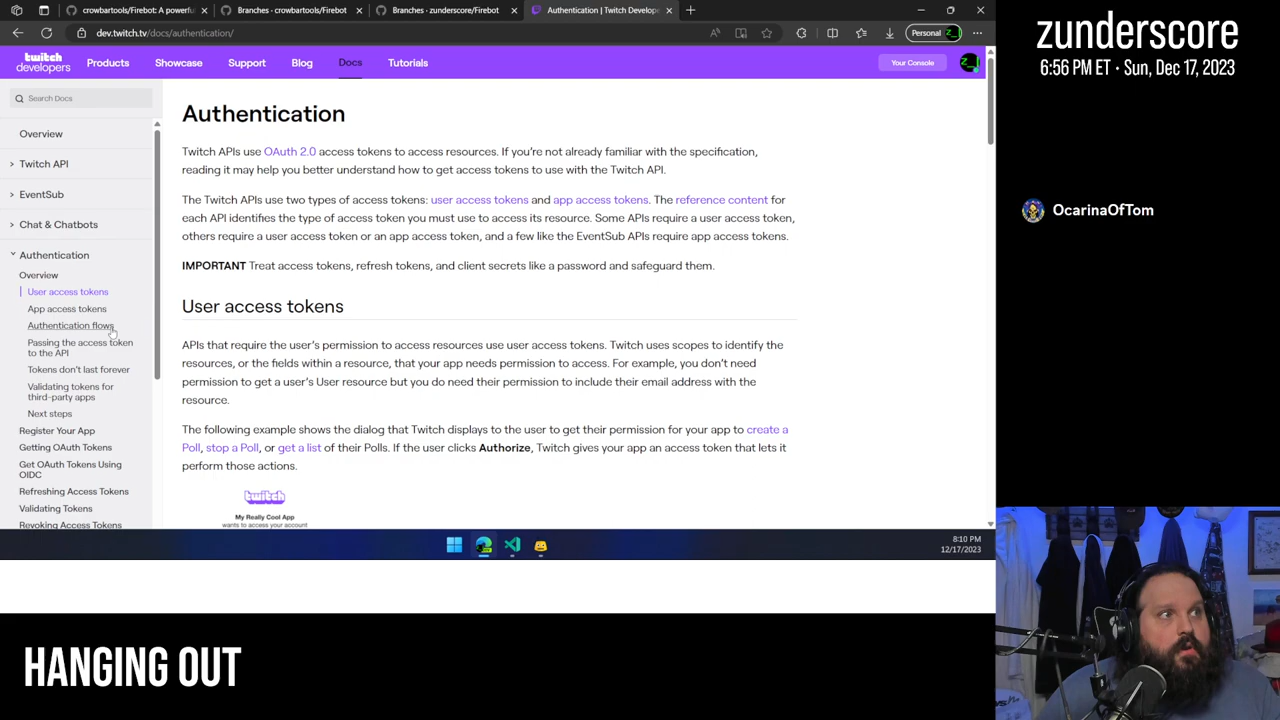 crowbartools/Firebot: A powerfu
Branches - crowbartools/Firebot
Branches - zunderscore/Firebot
Authentication | Twitch Develope
dev.twitch.tv/docs/authentication/
Personal
twitch
developers
Products
Showcase
Support
Blog
Docs
Tutorials
Your Console
Search Docs
Overview
Twitch API
EventSub
Chat & Chatbots
Authentication
Overview
User access tokens
App access tokens
Authentication flows
Passing the access token
to the API
Tokens don't last forever
Validating tokens for
third-party apps
Next steps
Register Your App
Getting OAuth Tokens
Get OAuth Tokens Using
OIDC
Refreshing Access Tokens
Validating Tokens
Revoking Access Tokens
Authentication
Twitch APIs use OAuth 2.0 access tokens to access resources. If you're not already familiar with the specification,
reading it may help you better understand how to get access tokens to use with the Twitch API.
The Twitch APIs use two types of access tokens: user access tokens and app access tokens. The reference content for
each API identifies the type of access token you must use to access its resource. Some APIs require a user access token,
others require a user access token or an app access token, and a few like the EventSub APIs require app access tokens.
IMPORTANT Treat access tokens, refresh tokens, and client secrets like a password and safeguard them.
User access tokens
APIs that require the user's permission to access resources use user access tokens. Twitch uses scopes to identify the
resources, or the fields within a resource, that your app needs permission to access. For example, you don't need
permission to get a user's User resource but you do need their permission to include their email address with the
resource.
The following example shows the dialog that Twitch displays to the user to get their permission for your app to create a
Poll, stop a Poll, or get a list of their Polls. If the user clicks Authorize, Twitch gives your app an access token that lets it
perform those actions.
twitch
My Really Cool App
wants to access your account
8:10 PM
12/17/2023
zunderscore
6:56 PM ET • Sun, Dec 17, 2023
OcarinaOfTom
HANGING OUT